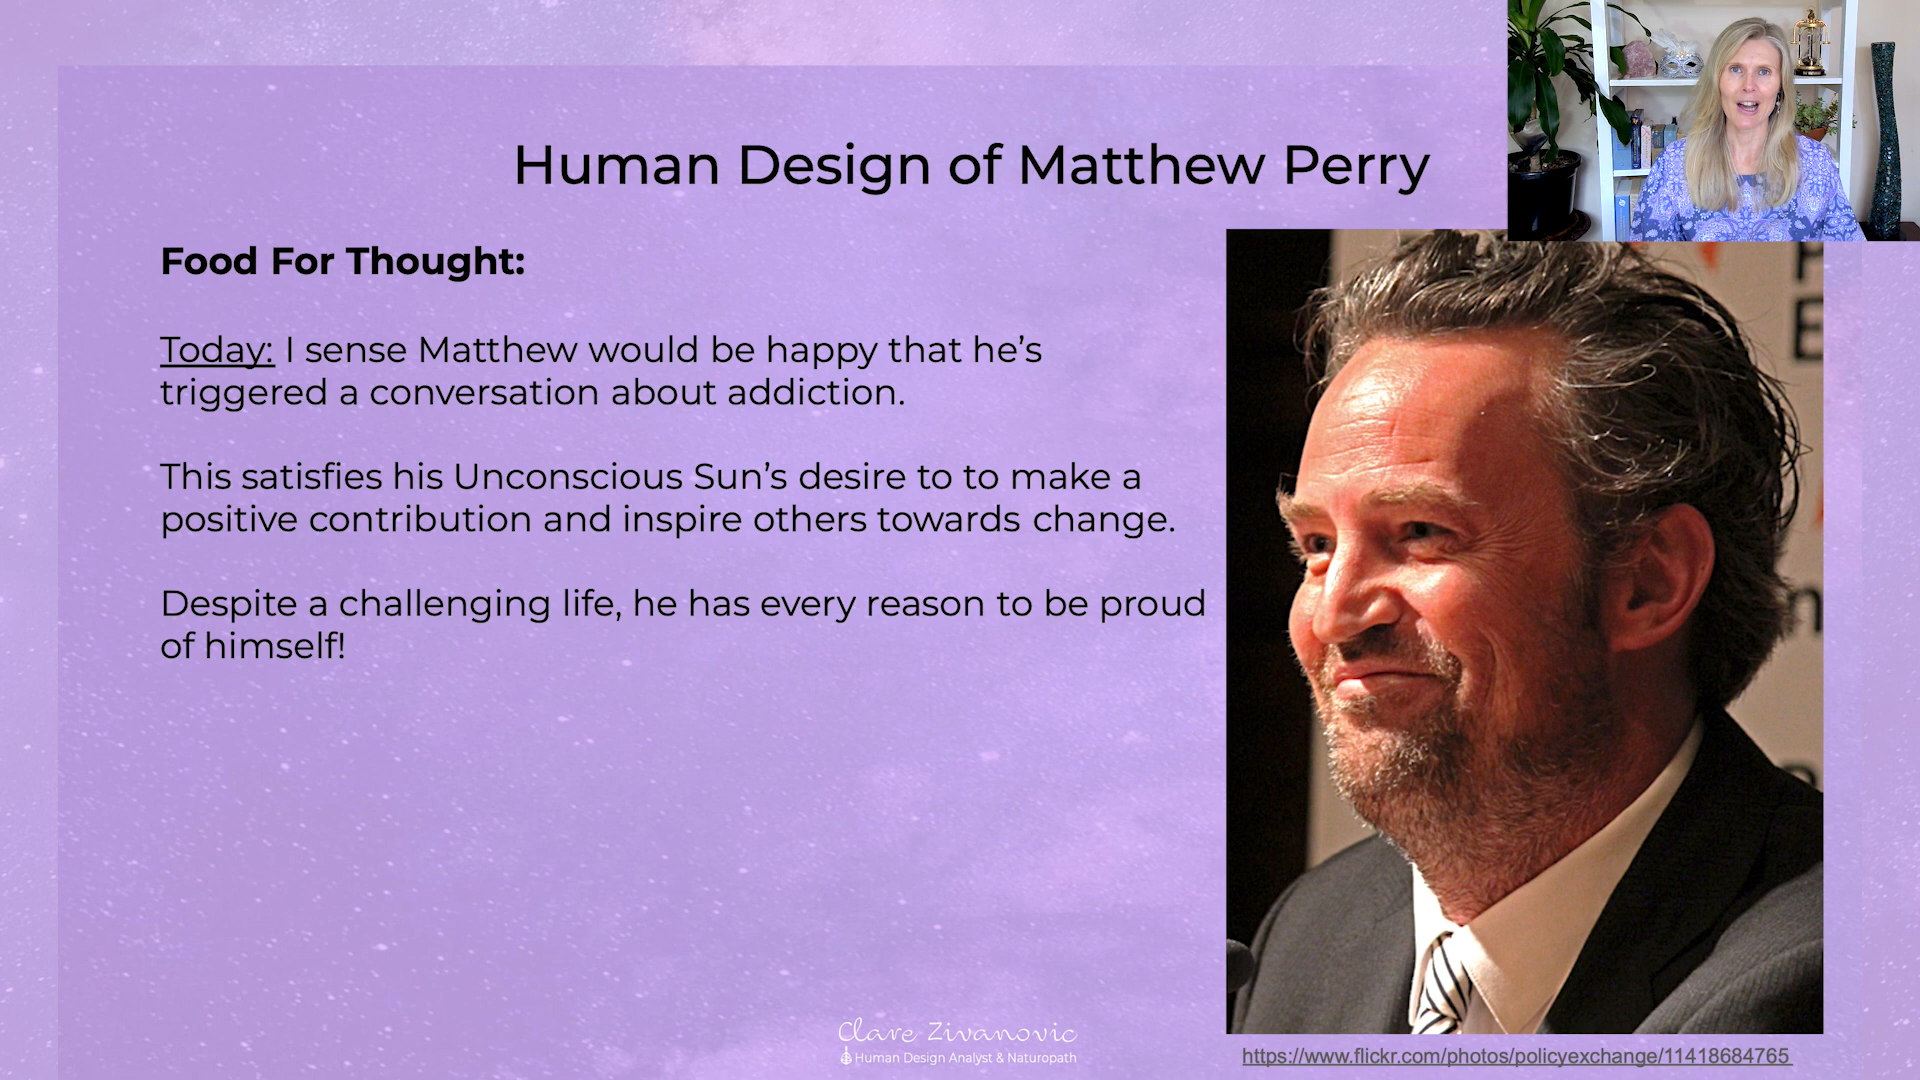 Human Design of Matthew Perry
Food For Thought:
Today: I sense Matthew would be happy that he’s
triggered a conversation about addiction.
This satisfies his Unconscious Sun’s desire to to make a
positive contribution and inspire others towards change.
Despite a challenging life, he has every reason to be proud
of himself!
Clare Zivanovic
Human Design Analyst & Naturopath
https://www.flickr.com/photos/policyexchange/11418684765